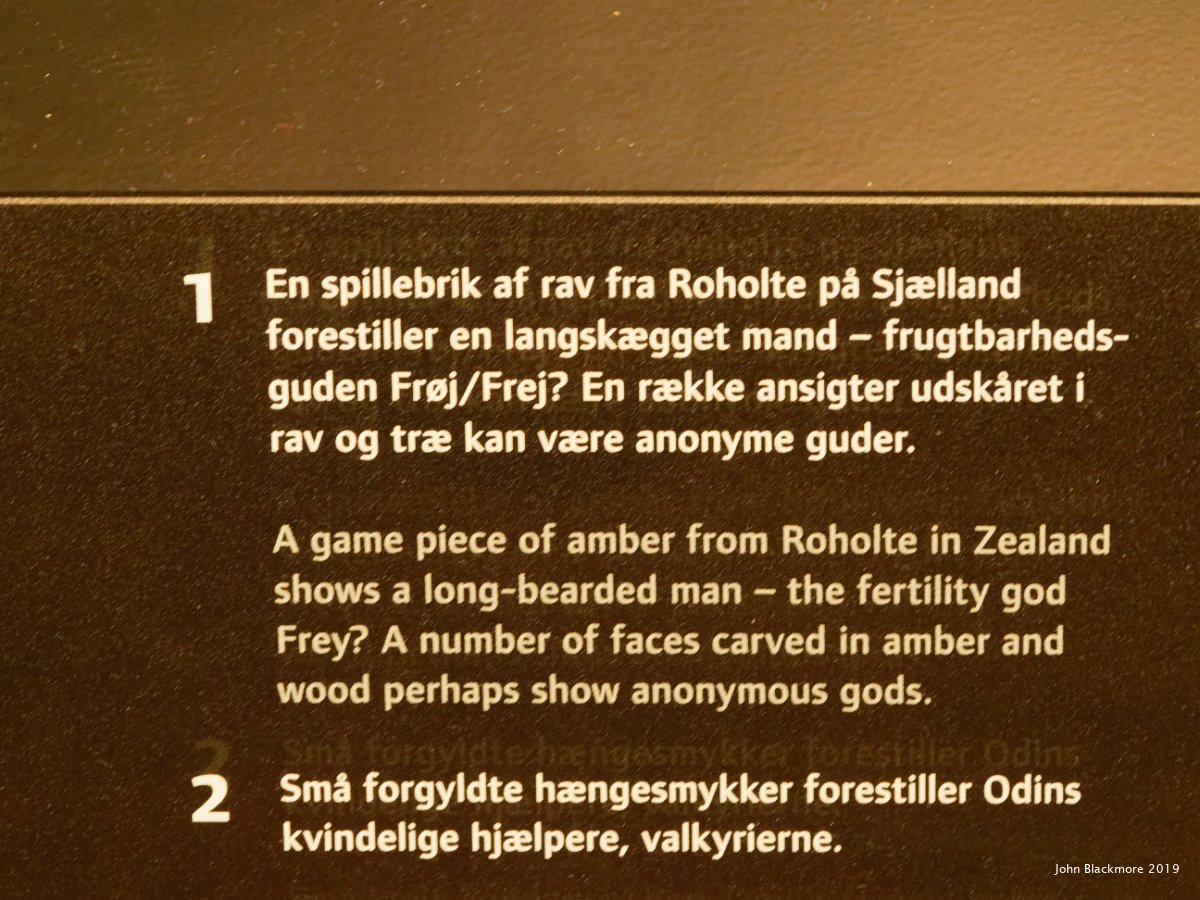 1 En spillebrik af rav fra Roholte på Sjælland
forestiller en langskægget mand – frugtbarheds-
guden Frøj/Frej? En række ansigter udskåret i
rav og træ kan være anonyme guder.
A game piece of amber from Roholte in Zealand
shows a long-bearded man – the fertility god
Frey? A number of faces carved in amber and
wood perhaps show anonymous gods.
2 Små forgyldte hængesmykker forestiller Odins
kvindelige hjælpere, valkyrierne.
John Blackmore 2019